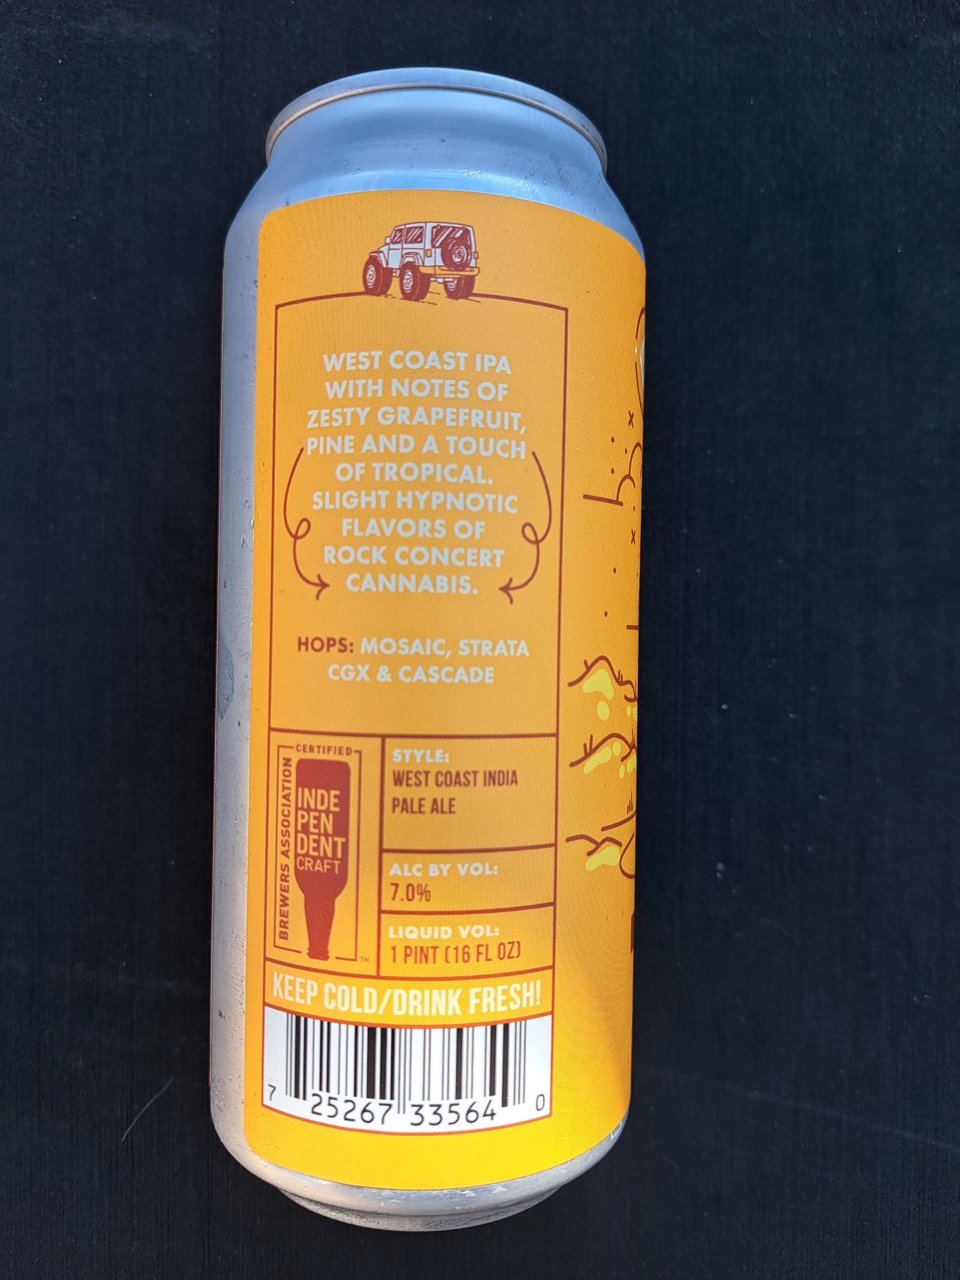 WEST COAST IPA
WITH NOTES OF
ZESTY GRAPEFRUIT,
PINE AND A TOUCH
OF TROPICAL.
SLIGHT HYPNOTIC
FLAVORS OF
ROCK CONCERT
CANNABIS.
HOPS: MOSAIC, STRATA
CGX & CASCADE
CERTIFIED
BREWERS ASSOCIATION
INDE
PEN
DENT
CRAFT
TM
STYLE:
WEST COAST INDIA
PALE ALE
ALC BY VOL:
7.0%
LIQUID VOL:
1 PINT (16 FL OZ)
KEEP COLD/DRINK FRESH!
7 25267 33564 0